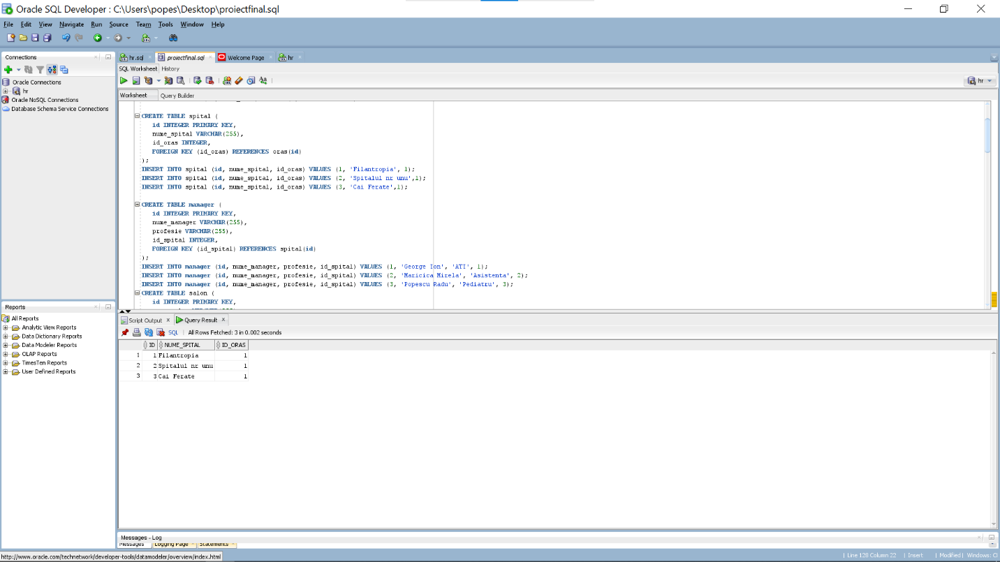 Oracle SQL Developer : C:\Users\popes\Desktop\proiectfinal.sql
File Edit View Navigate Run Source Team Tools Window Help
Connections
Oracle Connections
hr
Oracle NoSQL Connections
Database Schema Service Connections
hr.sql proiectfinal.sql Welcome Page hr
SQL Worksheet History
hr
Worksheet Query Builder
CREATE TABLE spital (
id INTEGER PRIMARY KEY,
nume_spital VARCHAR(255),
id_oras INTEGER,
FOREIGN KEY (id_oras) REFERENCES oras(id)
);
INSERT INTO spital (id, nume_spital, id_oras) VALUES (1, 'Filantropia', 1);
INSERT INTO spital (id, nume_spital, id_oras) VALUES (2, 'Spitalul nr unu',1);
INSERT INTO spital (id, nume_spital, id_oras) VALUES (3, 'Cai Ferate',1);
CREATE TABLE manager (
id INTEGER PRIMARY KEY,
nume_manager VARCHAR(255),
profesie VARCHAR(255),
id_spital INTEGER,
FOREIGN KEY (id_spital) REFERENCES spital(id)
);
INSERT INTO manager (id, nume_manager, profesie, id_spital) VALUES (1, 'George Ion', 'ATI', 1);
INSERT INTO manager (id, nume_manager, profesie, id_spital) VALUES (2, 'Maricica Mirela', 'Asistenta', 2);
INSERT INTO manager (id, nume_manager, profesie, id_spital) VALUES (3, 'Popescu Radu', 'Pediatru', 3);
CREATE TABLE salon (
id INTEGER PRIMARY KEY,
Reports
All Reports
Analytic View Reports
Data Dictionary Reports
Data Modeler Reports
OLAP Reports
TimesTen Reports
User Defined Reports
Script Output x Query Result x
SQL | All Rows Fetched: 3 in 0.002 seconds
ID NUME_SPITAL ID_ORAS
1 1 Filantropia 1
2 2 Spitalul nr unu 1
3 3 Cai Ferate 1
Messages - Log
Messages Logging Page Statements
http://www.oracle.com/technetwork/developer-tools/datamodeler/overview/index.html
| Line 128 Column 22 | Insert | Modified | Windows: C